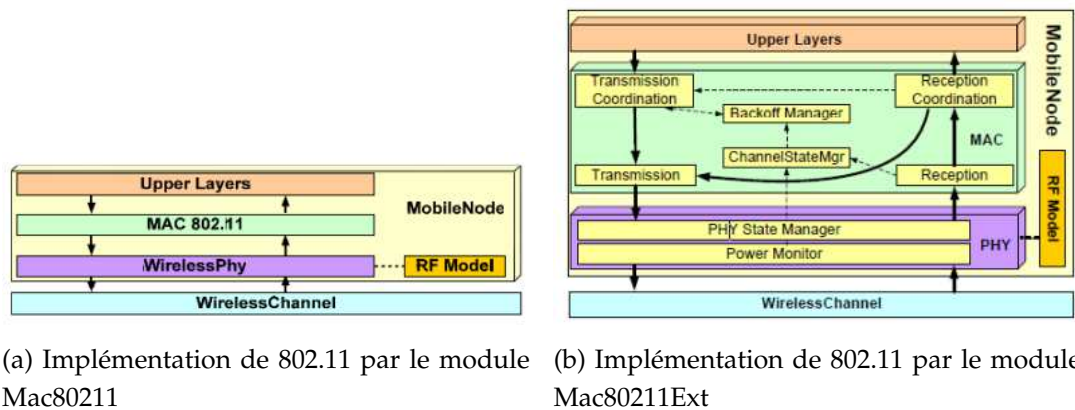 Upper Layers
MAC 802.11
MobileNode
WirelessPhy
RF Model
WirelessChannel
(a) Implémentation de 802.11 par le module
Mac80211
Upper Layers
MobileNode
Transmission
Coordination
Reception
Coordination
Backoff Manager
MAC
ChannelStateMgr
Transmission
Reception
RF Model
PHY State Manager
PHY
Power Monitor
WirelessChannel
(b) Implémentation de 802.11 par le module
Mac80211Ext